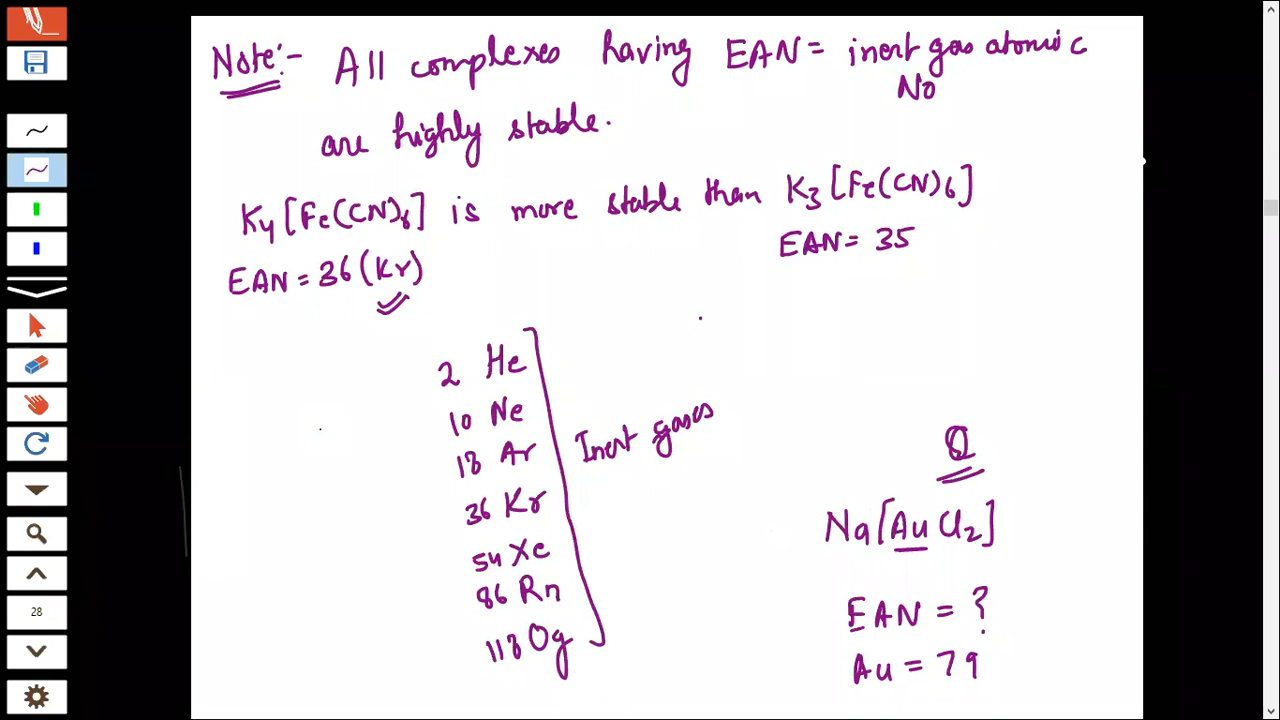 Note:- All complexes having EAN = inert gas atomic
No
are highly stable.
K4[Fe(CN)6] is more stable than K3[Fe(CN)6]
EAN = 36 (Kr)
EAN = 35
2 He
10 Ne
18 Ar
36 Kr
54 Xe
86 Rn
118 Og
Inert gases
Q
Na[AuCl2]
EAN = ?
Au = 79
28